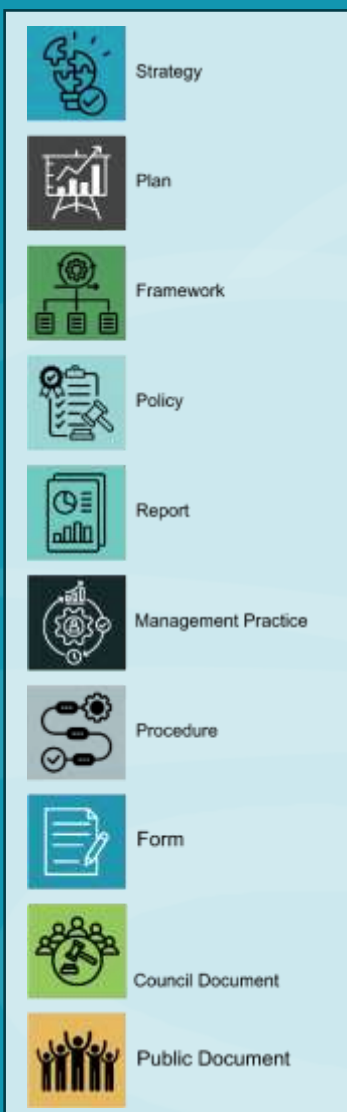 Strategy
Plan
Framework
Policy
Report
Management Practice
Procedure
Form
Council Document
Public Document